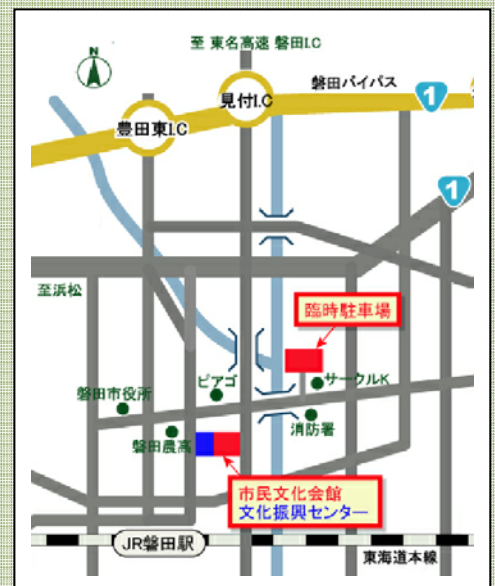 N
至 東名高速 磐田I.C
磐田バイパス
1
見付I.C
豊田東I.C
1
至浜松
臨時駐車場
ピアゴ
サークルK
磐田市役所
消防署
磐田農高
市民文化会館
文化振興センター
JR磐田駅
東海道本線